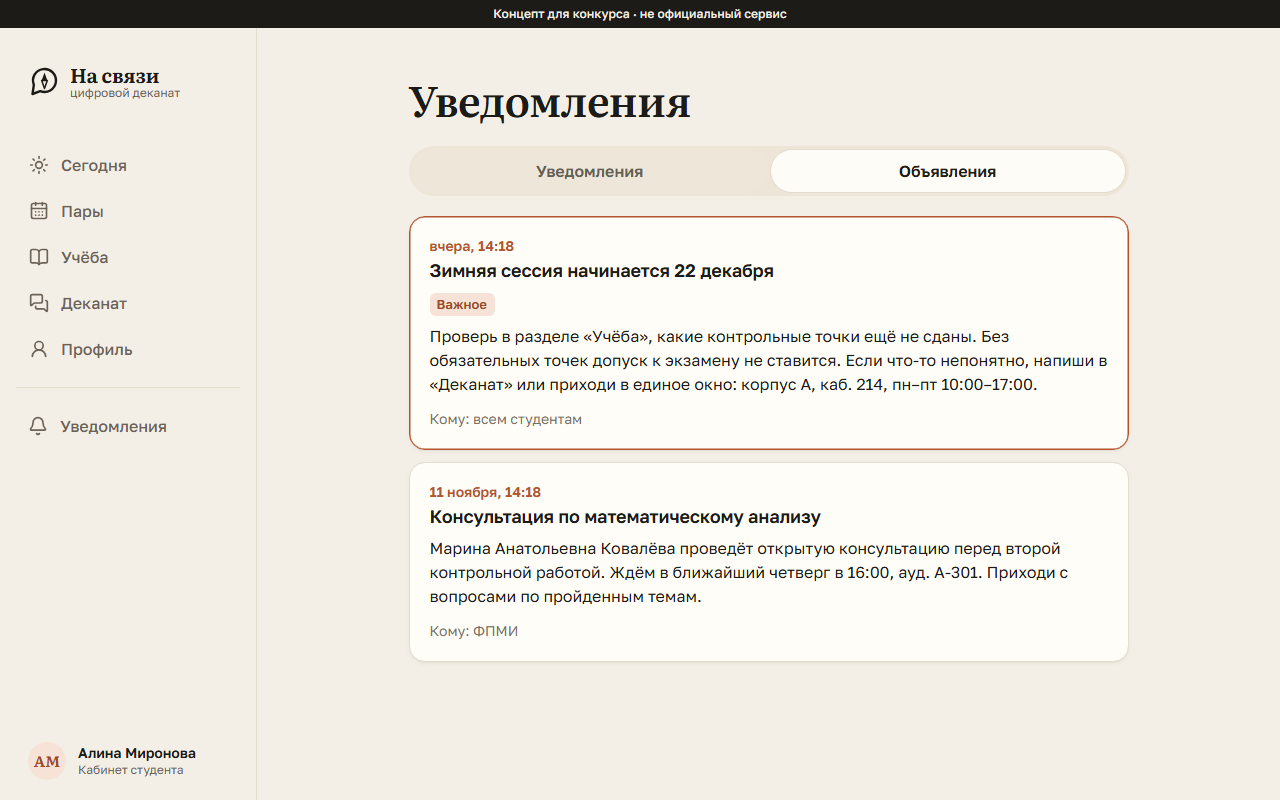 Концепт для конкурса · не официальный сервис
На связи
цифровой деканат
Сегодня
Пары
Учёба
Деканат
Профиль
Уведомления
АМ
Алина Миронова
Кабинет студента
Уведомления
Уведомления
Объявления
вчера, 14:18
Зимняя сессия начинается 22 декабря
Важное
Проверь в разделе «Учёба», какие контрольные точки ещё не сданы. Без
обязательных точек допуск к экзамену не ставится. Если что-то непонятно, напиши в
«Деканат» или приходи в единое окно: корпус А, каб. 214, пн–пт 10:00–17:00.
Кому: всем студентам
11 ноября, 14:18
Консультация по математическому анализу
Марина Анатольевна Ковалёва проведёт открытую консультацию перед второй
контрольной работой. Ждём в ближайший четверг в 16:00, ауд. А-301. Приходи с
вопросами по пройденным темам.
Кому: ФПМИ